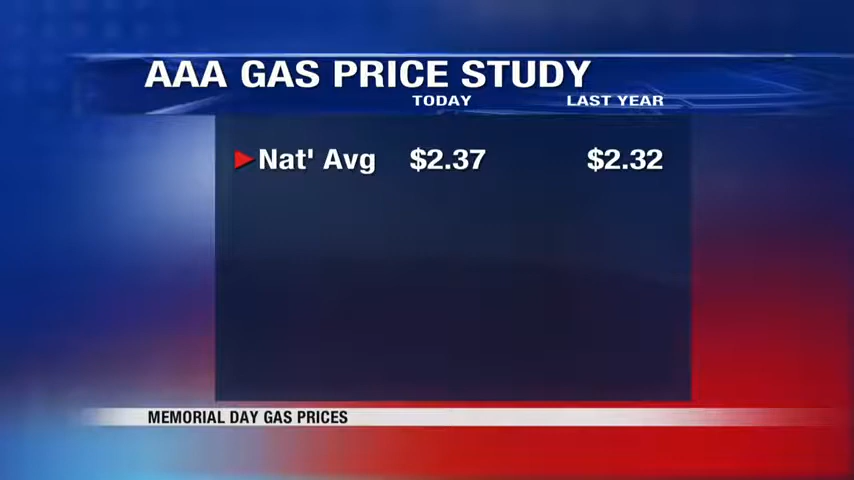 AAA GAS PRICE STUDY
TODAY LAST YEAR
Nat' Avg $2.37 $2.32
MEMORIAL DAY GAS PRICES